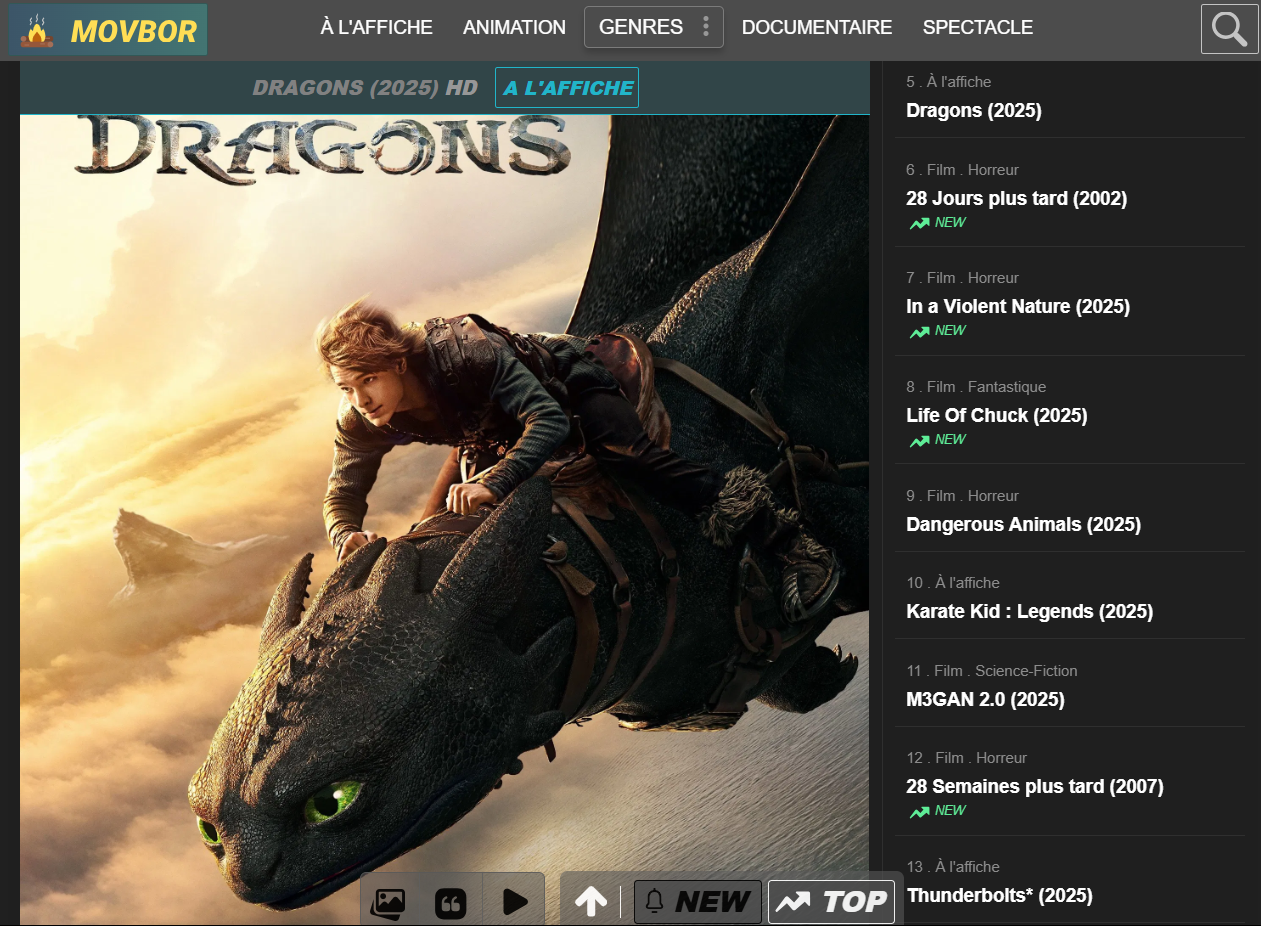 MOVBOR
À L'AFFICHE
ANIMATION
GENRES
DOCUMENTAIRE
SPECTACLE
DRAGONS (2025) HD
A L'AFFICHE
DRAGONS
5 . À l'affiche
Dragons (2025)
6 . Film . Horreur
28 Jours plus tard (2002)
NEW
7 . Film . Horreur
In a Violent Nature (2025)
NEW
8 . Film . Fantastique
Life Of Chuck (2025)
NEW
9 . Film . Horreur
Dangerous Animals (2025)
10 . À l'affiche
Karate Kid : Legends (2025)
11 . Film . Science-Fiction
M3GAN 2.0 (2025)
12 . Film . Horreur
28 Semaines plus tard (2007)
NEW
13 . À l'affiche
Thunderbolts* (2025)
NEW
TOP